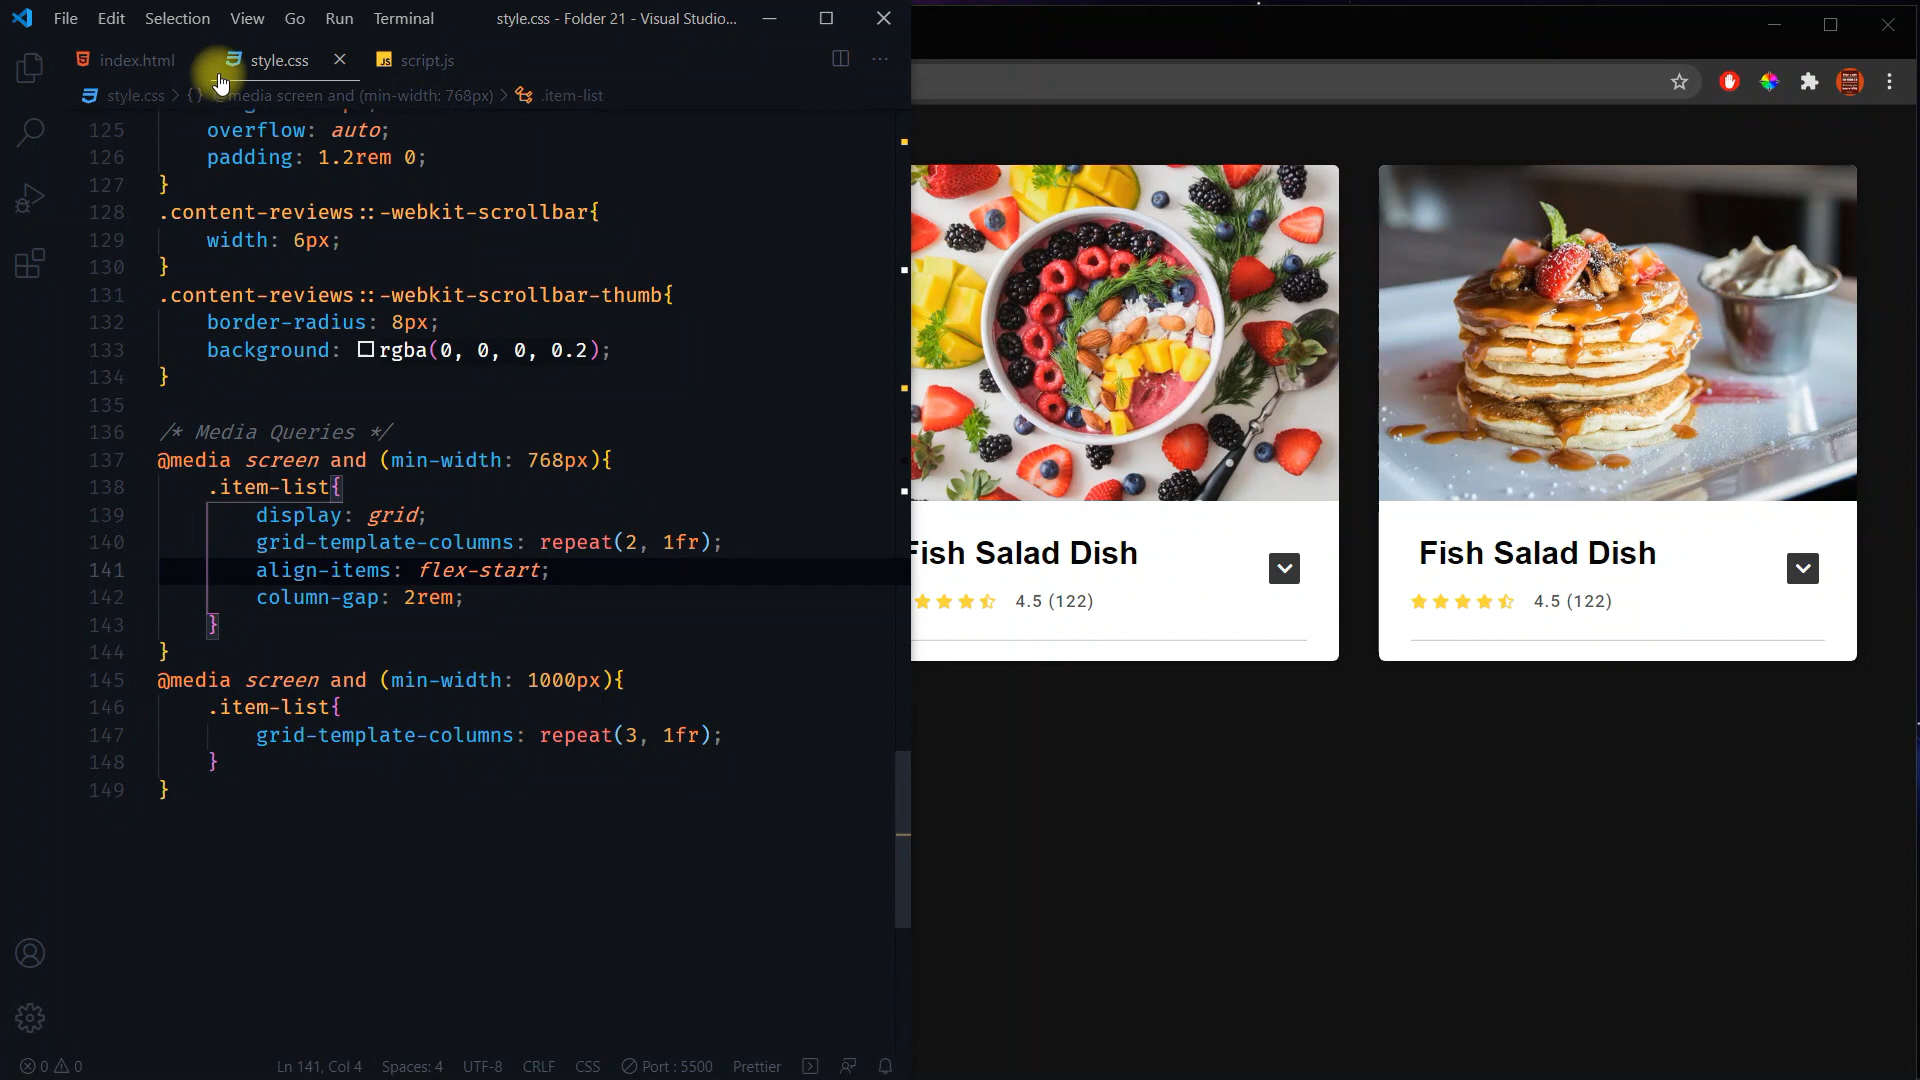 File Edit Selection View Go Run Terminal style.css - Folder 21 - Visual Studio...
index.html style.css script.js
style.css > {} @media screen and (min-width: 768px) > .item-list
125 overflow: auto;
126 padding: 1.2rem 0;
127 }
128 .content-reviews::-webkit-scrollbar{
129 width: 6px;
130 }
131 .content-reviews::-webkit-scrollbar-thumb{
132 border-radius: 8px;
133 background: rgba(0, 0, 0, 0.2);
134 }
135
136 /* Media Queries */
137 @media screen and (min-width: 768px){
138 .item-list{
139 display: grid;
140 grid-template-columns: repeat(2, 1fr);
141 align-items: flex-start;
142 column-gap: 2rem;
143 }
144 }
145 @media screen and (min-width: 1000px){
146 .item-list{
147 grid-template-columns: repeat(3, 1fr);
148 }
149 }
0 0 Ln 141, Col 4 Spaces: 4 UTF-8 CRLF CSS Port : 5500 Prettier
Fish Salad Dish
4.5 (122)
Fish Salad Dish
4.5 (122)